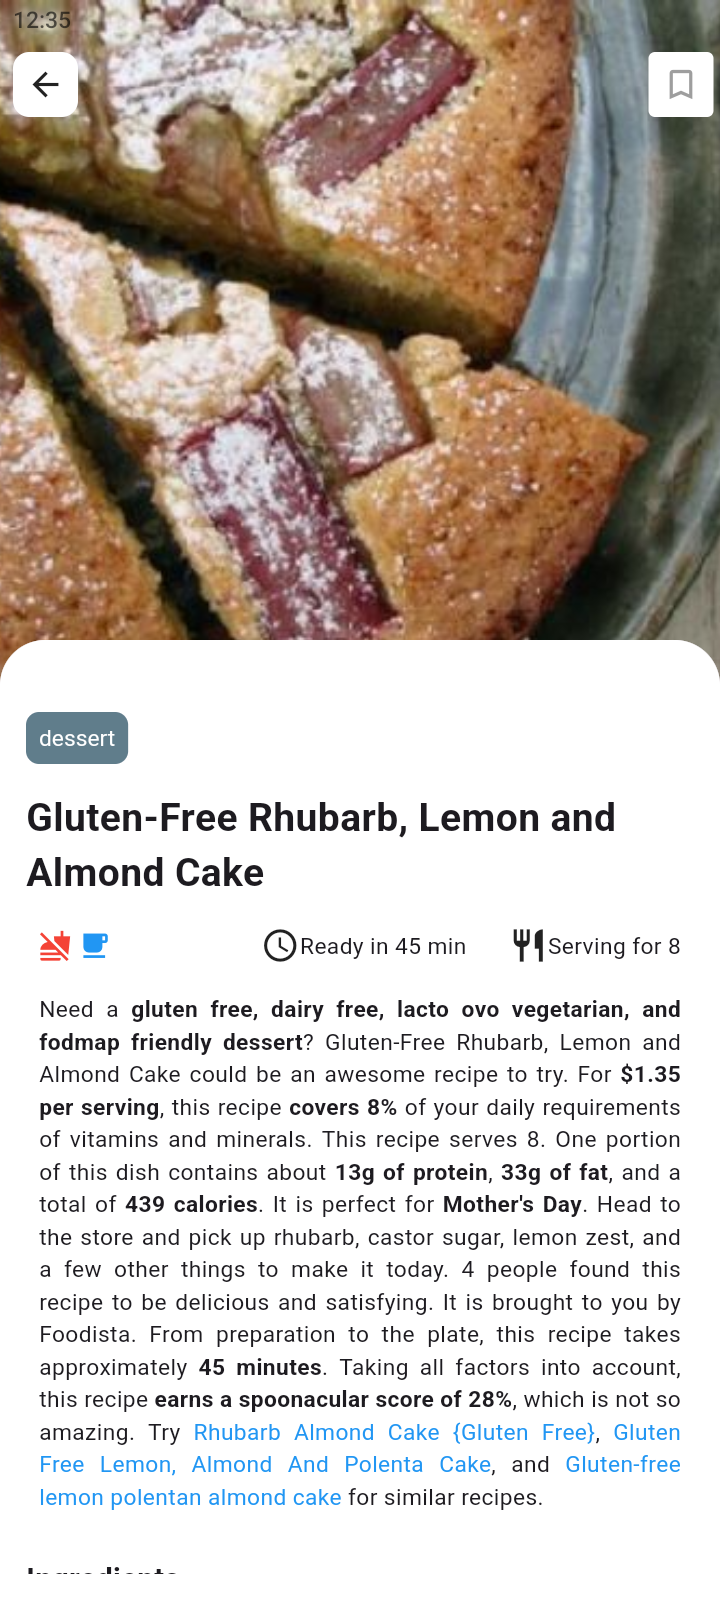 12:35
dessert
Gluten-Free Rhubarb, Lemon and
Almond Cake
Ready in 45 min
Serving for 8
Need a gluten free, dairy free, lacto ovo vegetarian, and
fodmap friendly dessert? Gluten-Free Rhubarb, Lemon and
Almond Cake could be an awesome recipe to try. For $1.35
per serving, this recipe covers 8% of your daily requirements
of vitamins and minerals. This recipe serves 8. One portion
of this dish contains about 13g of protein, 33g of fat, and a
total of 439 calories. It is perfect for Mother's Day. Head to
the store and pick up rhubarb, castor sugar, lemon zest, and
a few other things to make it today. 4 people found this
recipe to be delicious and satisfying. It is brought to you by
Foodista. From preparation to the plate, this recipe takes
approximately 45 minutes. Taking all factors into account,
this recipe earns a spoonacular score of 28%, which is not so
amazing. Try Rhubarb Almond Cake {Gluten Free}, Gluten
Free Lemon, Almond And Polenta Cake, and Gluten-free
lemon polentan almond cake for similar recipes.
Ingredients